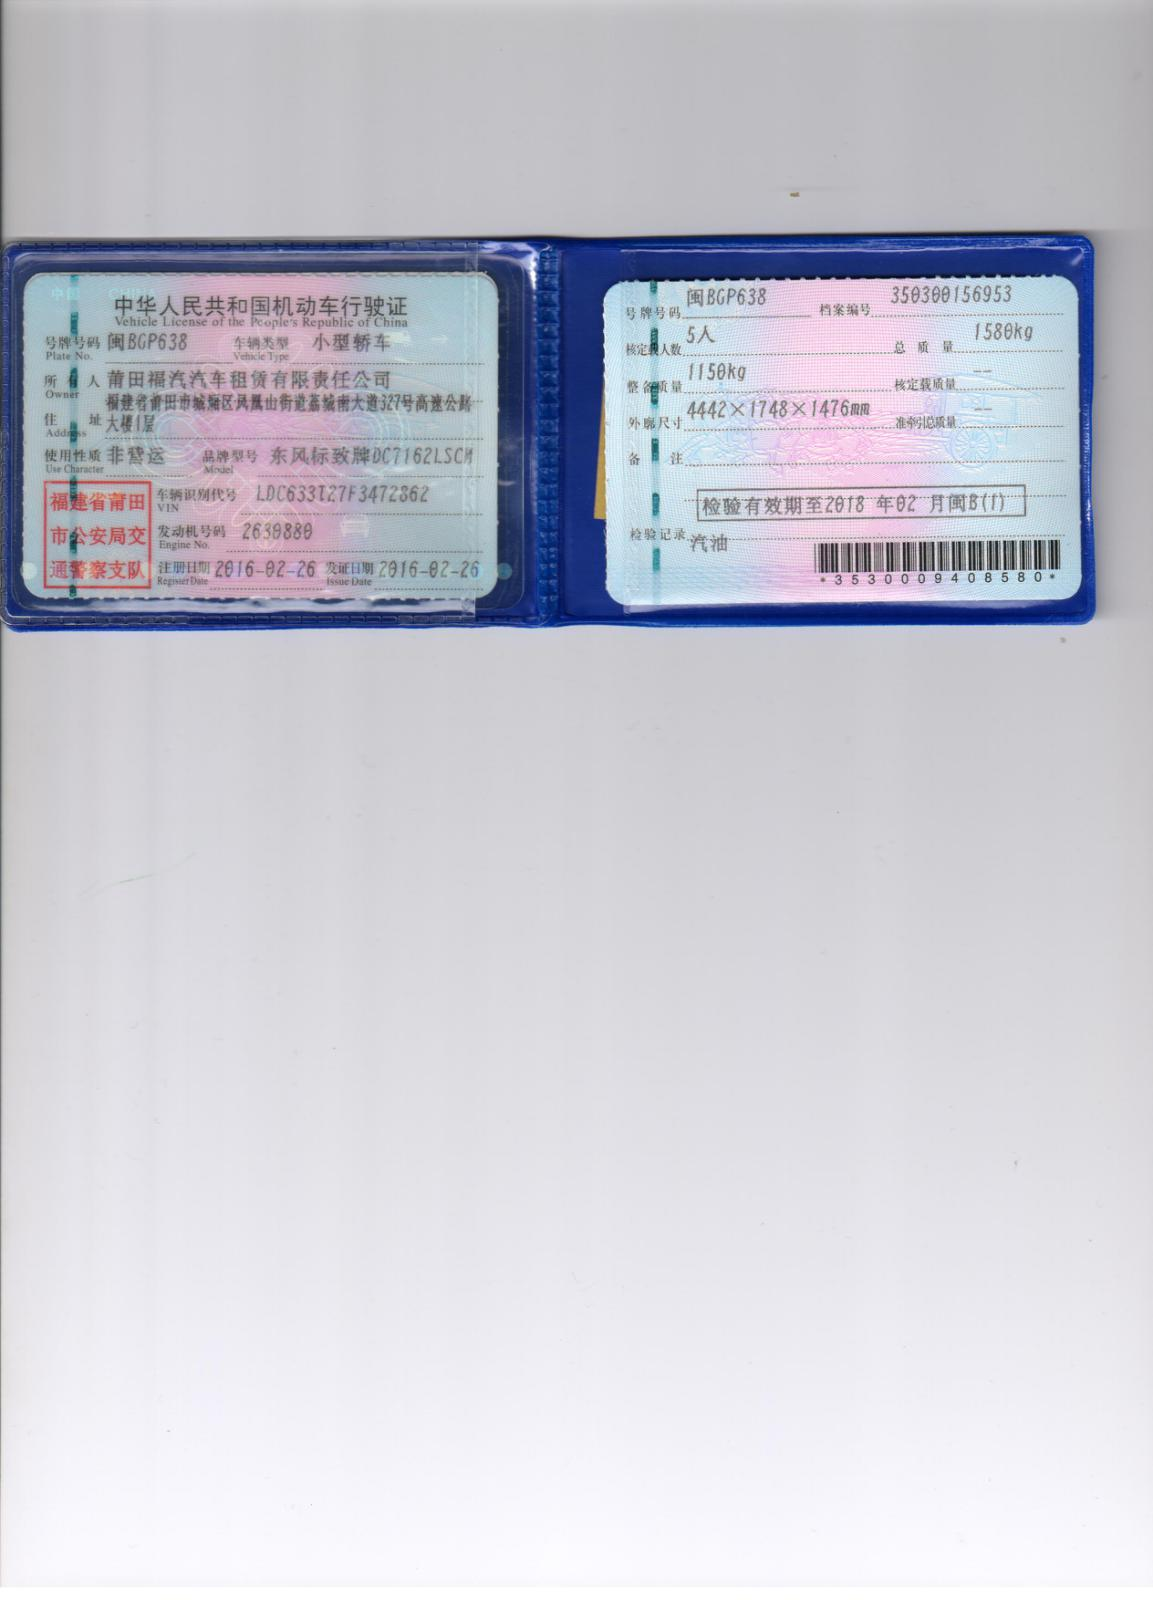 中国 CHINA
中华人民共和国机动车行驶证
Vehicle License of the People's Republic of China
号牌号码 闽BGP638 车辆类型 小型轿车
Plate No. Vehicle Type
所有人 莆田福汽汽车租赁有限责任公司
Owner
福建省莆田市城厢区凤凰山街道荔城南大道327号高速公路
住址 大楼1层
Address
使用性质 非营运 品牌型号 东风标致牌DC7162LSCM
Use Character Model
福建省莆田
市公安局交
通警察支队
车辆识别代号 LDC633T27F3472862
VIN
发动机号码 2630880
Engine No.
注册日期 2016-02-26 发证日期 2016-02-26
Register Date Issue Date
号牌号码 闽BGP638 档案编号 350300156953
核定载人数 5人 总质量 1580kg
整备质量 1150kg 核定载质量 --
外廓尺寸 4442×1748×1476mm 准牵引总质量 --
备注
检验有效期至2018 年02 月闽B(1)
检验记录 汽油
*3530009408580*